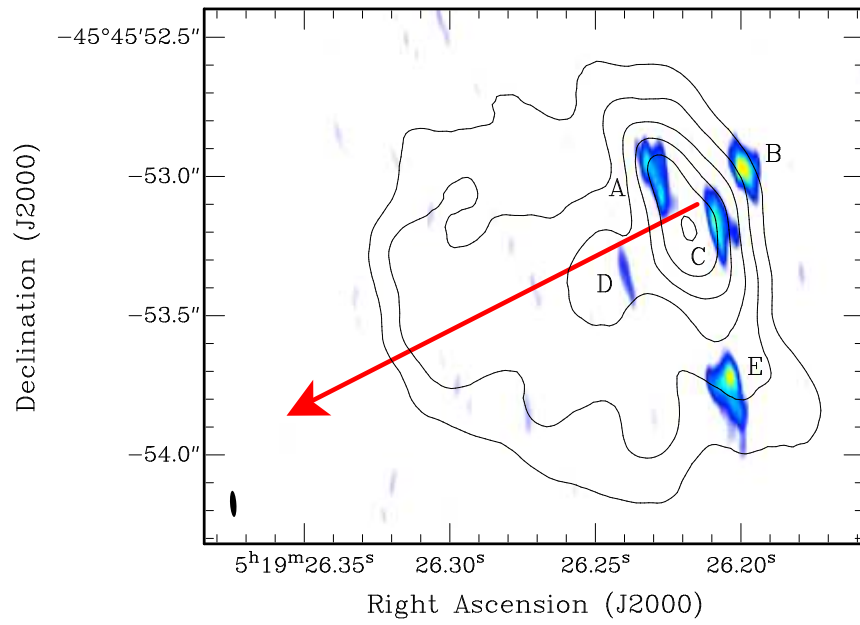 −45°45′52.5″
B
−53.0″
A
C
D
−53.5″
E
−54.0″
5ʰ19ᵐ26.35ˢ 26.30ˢ 26.25ˢ 26.20ˢ
Right Ascension (J2000)
Declination (J2000)